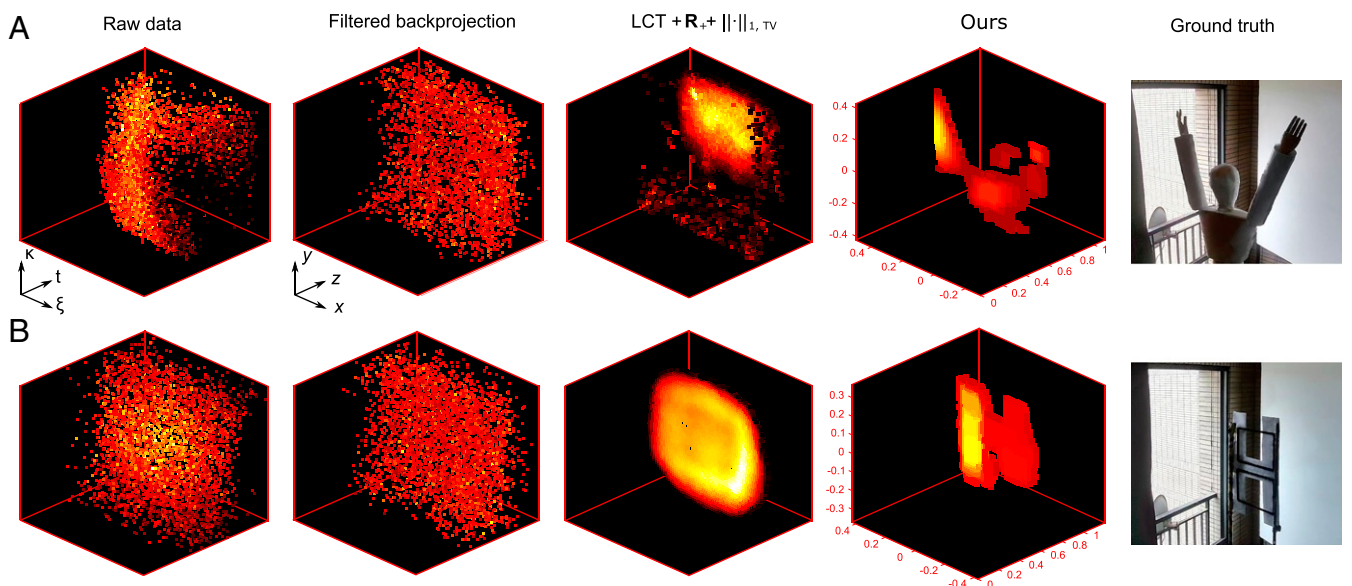 A
Raw data
Filtered backprojection
LCT + R₊+ ||·||₁, TV
Ours
Ground truth
0.4
0.2
0
-0.2
-0.4
0.4
0.2
0
-0.2
0
0.2
0.4
0.6
0.8
1
κ
t
ξ
y
z
x
B
0.3
0.2
0.1
0
-0.1
-0.2
-0.3
0.4
0.2
0
-0.2
-0.4
0
0.2
0.4
0.6
0.8
1